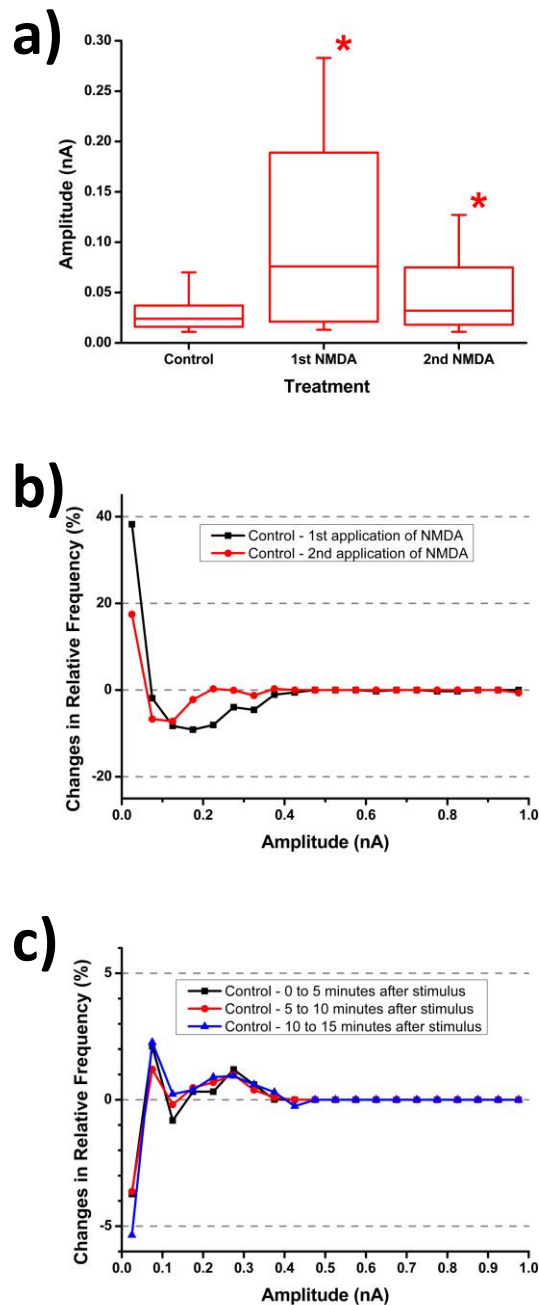 a)
0.30
0.25
0.20
0.15
0.10
0.05
0.00
Amplitude (nA)
*
*
Control
1st NMDA
2nd NMDA
Treatment
b)
40
20
0
-20
Changes in Relative Frequency (%)
Control - 1st application of NMDA
Control - 2nd application of NMDA
0.0
0.2
0.4
0.6
0.8
1.0
Amplitude (nA)
c)
5
0
-5
Changes in Relative Frequency (%)
Control - 0 to 5 minutes after stimulus
Control - 5 to 10 minutes after stimulus
Control - 10 to 15 minutes after stimulus
0.0
0.1
0.2
0.3
0.4
0.5
0.6
0.7
0.8
0.9
1.0
Amplitude (nA)